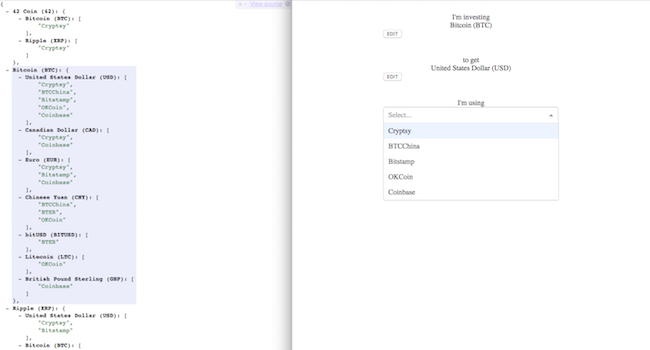 {
- 42 Coin (42): {
- Bitcoin (BTC): [
"Cryptsy"
],
- Ripple (XRP): [
"Cryptsy"
]
},
- Bitcoin (BTC): {
- United States Dollar (USD): [
"Cryptsy",
"BTCChina",
"Bitstamp",
"OKCoin",
"Coinbase"
],
- Canadian Dollar (CAD): [
"Cryptsy",
"Coinbase"
],
- Euro (EUR): [
"Cryptsy",
"Bitstamp",
"Coinbase"
],
- Chinese Yuan (CNY): [
"BTCChina",
"BTER",
"OKCoin"
],
- bitUSD (BITUSD): [
"BTER"
],
- Litecoin (LTC): [
"OKCoin"
],
- British Pound Sterling (GBP): [
"Coinbase"
]
},
- Ripple (XRP): {
- United States Dollar (USD): [
"Cryptsy",
"Bitstamp"
],
- Bitcoin (BTC): [
View source
I'm investing
Bitcoin (BTC)
EDIT
to get
United States Dollar (USD)
EDIT
I'm using
Select...
Cryptsy
BTCChina
Bitstamp
OKCoin
Coinbase